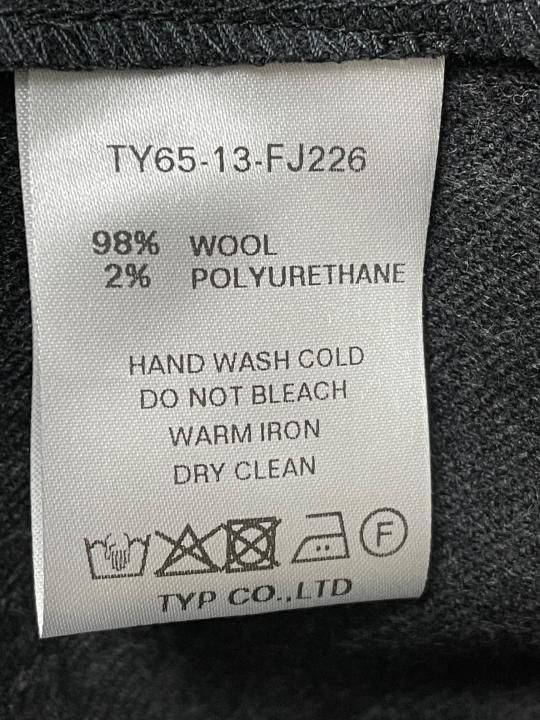 TY65-13-FJ226
98% WOOL
2% POLYURETHANE
HAND WASH COLD
DO NOT BLEACH
WARM IRON
DRY CLEAN
F
TYP CO.,LTD